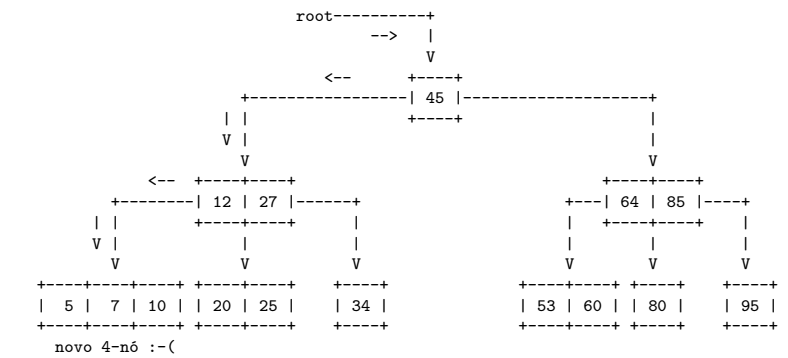 root----------+
--> |
V
<-- +----+
+-----------------| 45 |--------------------+
| | +----+ |
V | |
V V
<-- +----+----+ +----+----+
+--------| 12 | 27 |------+ +---| 64 | 85 |----+
| | +----+----+ | | +----+----+ |
V | | | | | |
V V V V V V
+----+----+----+ +----+----+ +----+ +----+----+ +----+ +----+
| 5 | 7 | 10 | | 20 | 25 | | 34 | | 53 | 60 | | 80 | | 95 |
+----+----+----+ +----+----+ +----+ +----+----+ +----+ +----+
novo 4-nó :-(